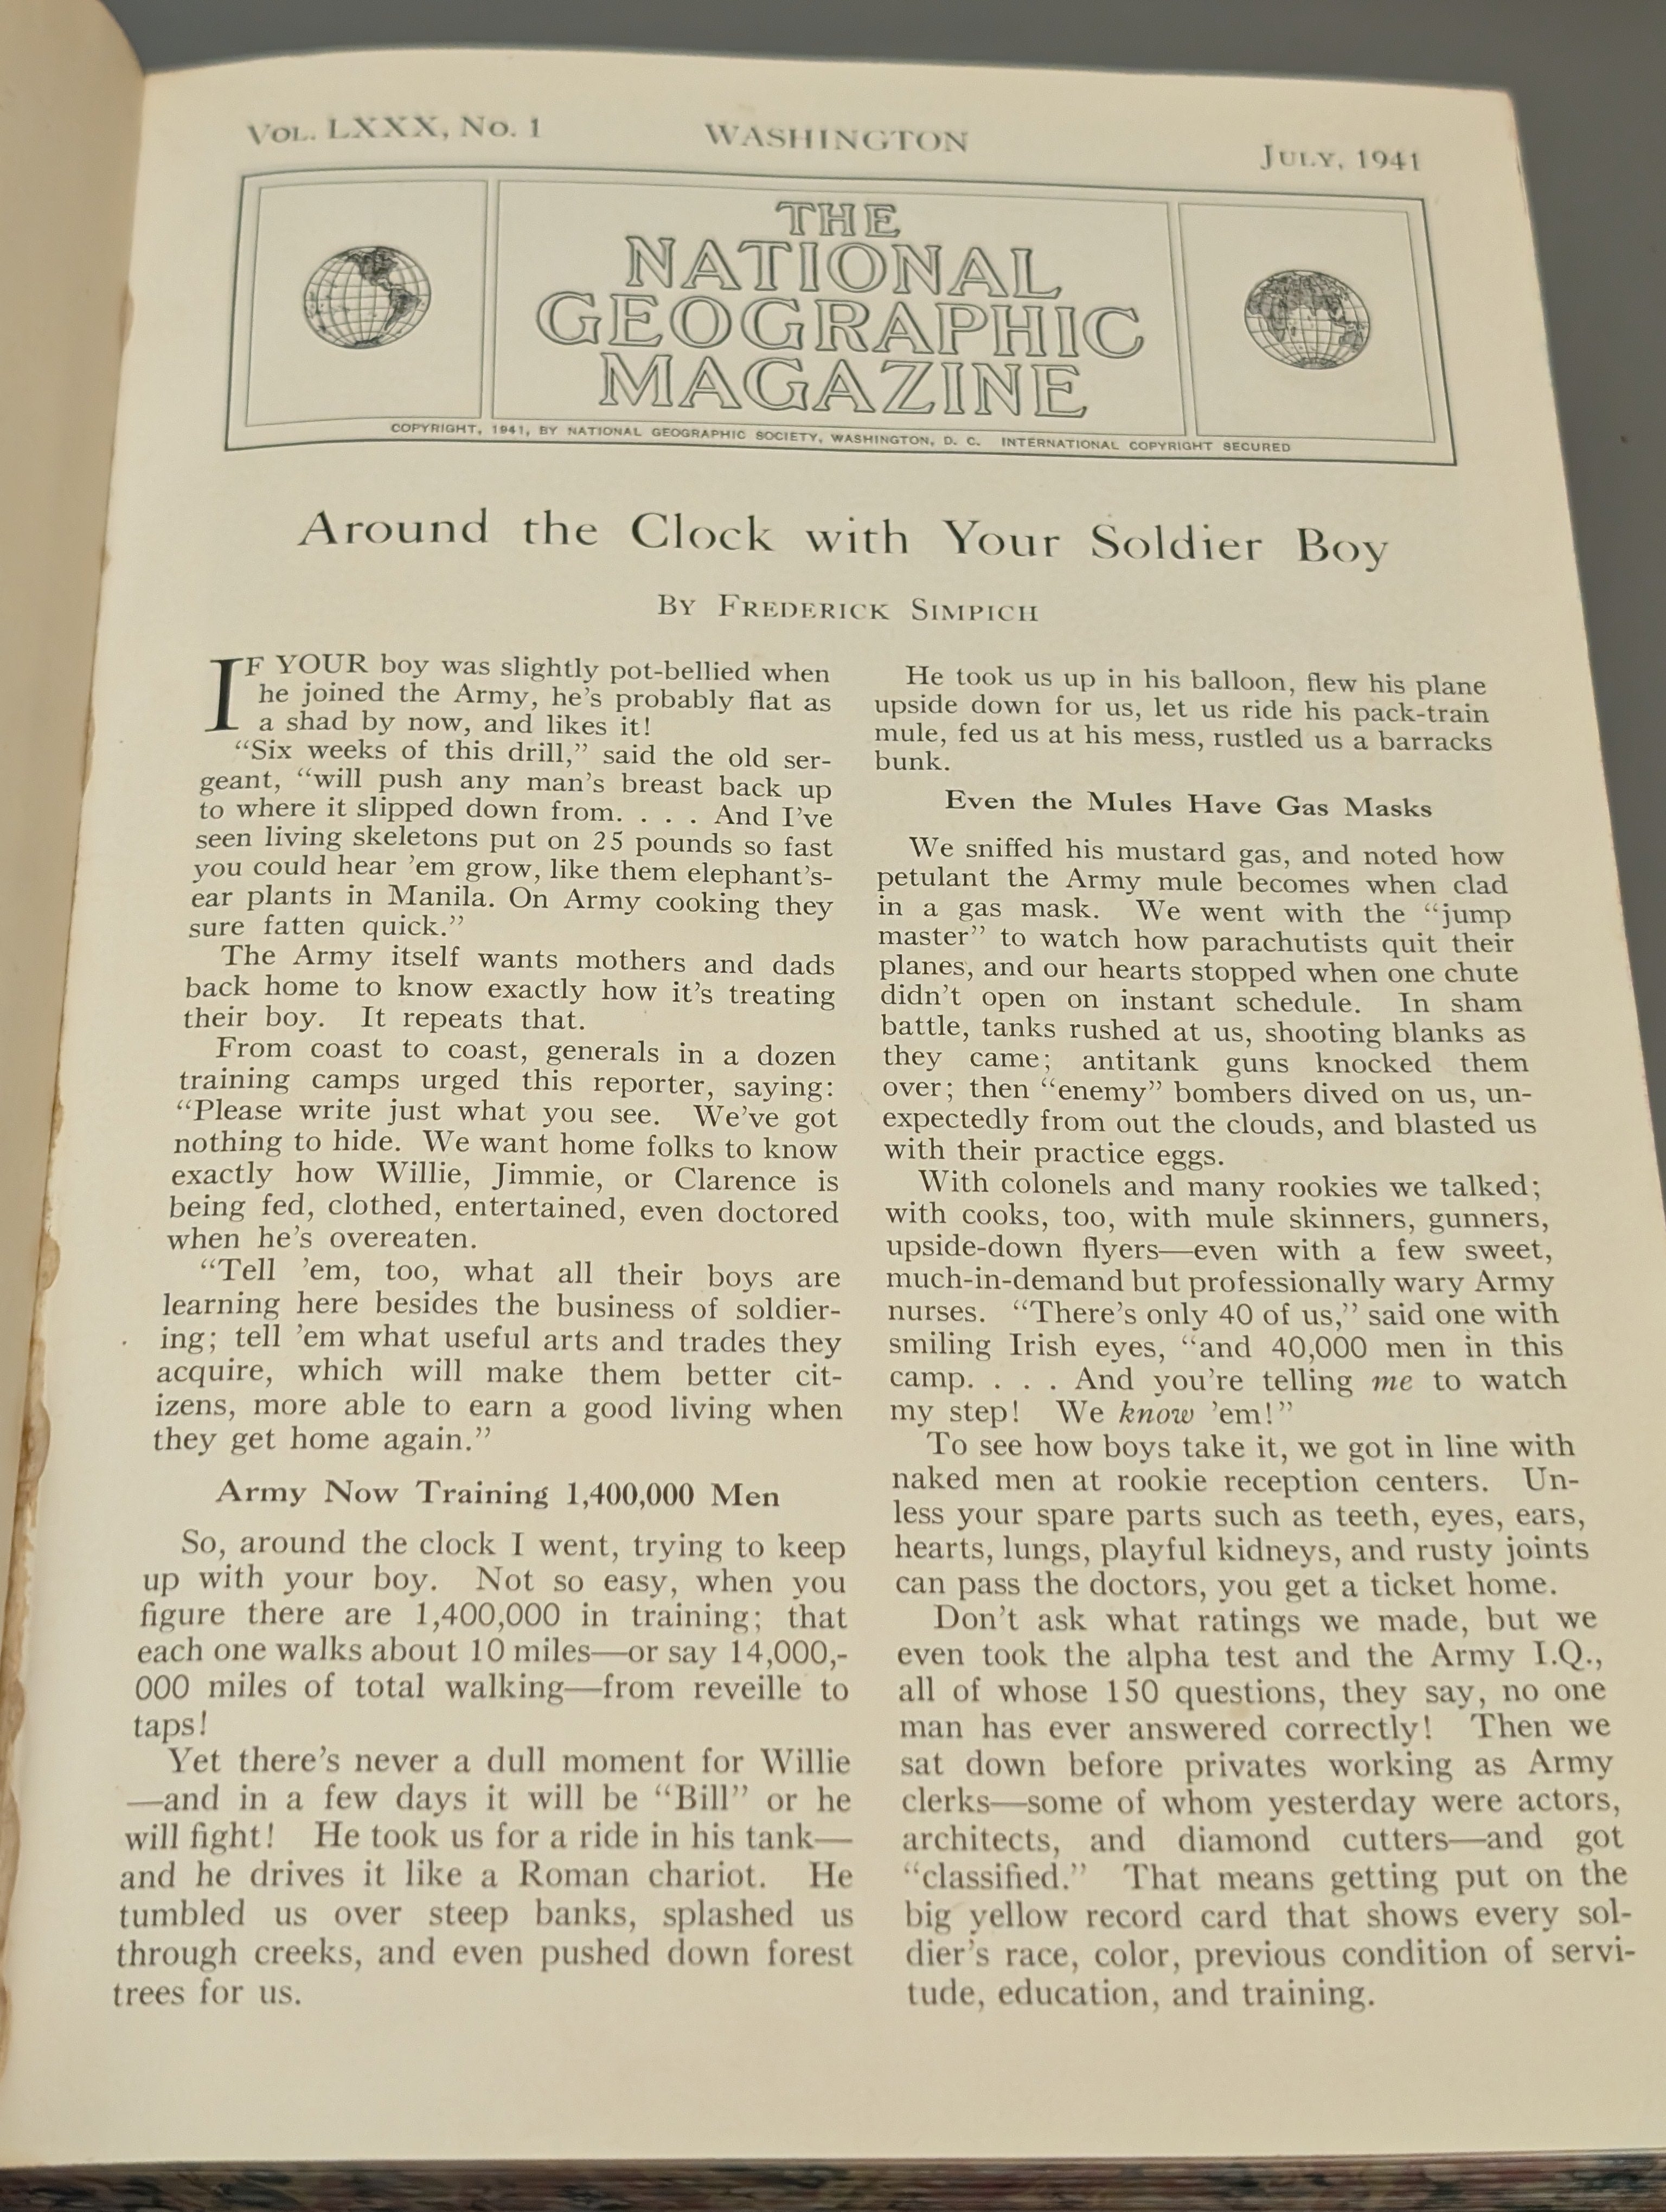 VOL. LXXX, No. 1
WASHINGTON
JULY, 1941
THE
NATIONAL
GEOGRAPHIC
MAGAZINE
COPYRIGHT, 1941, BY NATIONAL GEOGRAPHIC SOCIETY, WASHINGTON, D. C. INTERNATIONAL COPYRIGHT SECURED
Around the Clock with Your Soldier Boy
BY FREDERICK SIMPICH
IF YOUR boy was slightly pot-bellied when
he joined the Army, he's probably flat as
a shad by now, and likes it!
“Six weeks of this drill,” said the old ser-
geant, “will push any man's breast back up
to where it slipped down from. . . . And I've
seen living skeletons put on 25 pounds so fast
you could hear 'em grow, like them elephant's-
ear plants in Manila. On Army cooking they
sure fatten quick.”
The Army itself wants mothers and dads
back home to know exactly how it's treating
their boy. It repeats that.
From coast to coast, generals in a dozen
training camps urged this reporter, saying:
“Please write just what you see. We've got
nothing to hide. We want home folks to know
exactly how Willie, Jimmie, or Clarence is
being fed, clothed, entertained, even doctored
when he's overeaten.
“Tell 'em, too, what all their boys are
learning here besides the business of soldier-
ing; tell 'em what useful arts and trades they
acquire, which will make them better cit-
izens, more able to earn a good living when
they get home again.”
Army Now Training 1,400,000 Men
So, around the clock I went, trying to keep
up with your boy. Not so easy, when you
figure there are 1,400,000 in training; that
each one walks about 10 miles—or say 14,000,-
000 miles of total walking—from reveille to
taps!
Yet there's never a dull moment for Willie
—and in a few days it will be “Bill” or he
will fight! He took us for a ride in his tank—
and he drives it like a Roman chariot. He
tumbled us over steep banks, splashed us
through creeks, and even pushed down forest
trees for us.
He took us up in his balloon, flew his plane
upside down for us, let us ride his pack-train
mule, fed us at his mess, rustled us a barracks
bunk.
Even the Mules Have Gas Masks
We sniffed his mustard gas, and noted how
petulant the Army mule becomes when clad
in a gas mask. We went with the “jump
master” to watch how parachutists quit their
planes, and our hearts stopped when one chute
didn't open on instant schedule. In sham
battle, tanks rushed at us, shooting blanks as
they came; antitank guns knocked them
over; then “enemy” bombers dived on us, un-
expectedly from out the clouds, and blasted us
with their practice eggs.
With colonels and many rookies we talked;
with cooks, too, with mule skinners, gunners,
upside-down flyers—even with a few sweet,
much-in-demand but professionally wary Army
nurses. “There's only 40 of us,” said one with
smiling Irish eyes, “and 40,000 men in this
camp. . . . And you're telling me to watch
my step! We know 'em!”
To see how boys take it, we got in line with
naked men at rookie reception centers. Un-
less your spare parts such as teeth, eyes, ears,
hearts, lungs, playful kidneys, and rusty joints
can pass the doctors, you get a ticket home.
Don't ask what ratings we made, but we
even took the alpha test and the Army I.Q.,
all of whose 150 questions, they say, no one
man has ever answered correctly! Then we
sat down before privates working as Army
clerks—some of whom yesterday were actors,
architects, and diamond cutters—and got
“classified.” That means getting put on the
big yellow record card that shows every sol-
dier's race, color, previous condition of servi-
tude, education, and training.